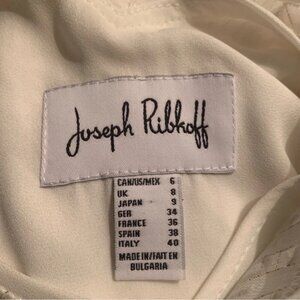 Joseph Ribkoff
CAN/US/MEX 6
UK 8
JAPAN 9
GER 34
FRANCE 36
SPAIN 38
ITALY 40
MADE IN/FAIT EN
BULGARIA